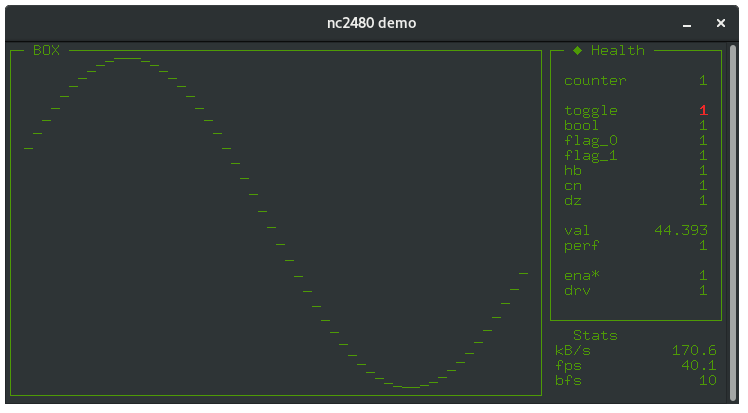 nc2480 demo
BOX
◆ Health
counter 1
toggle 1
bool 1
flag_0 1
flag_1 1
hb 1
cn 1
dz 1
val 44.393
perf 1
ena* 1
drv 1
Stats
kB/s 170.6
fps 40.1
bfs 10